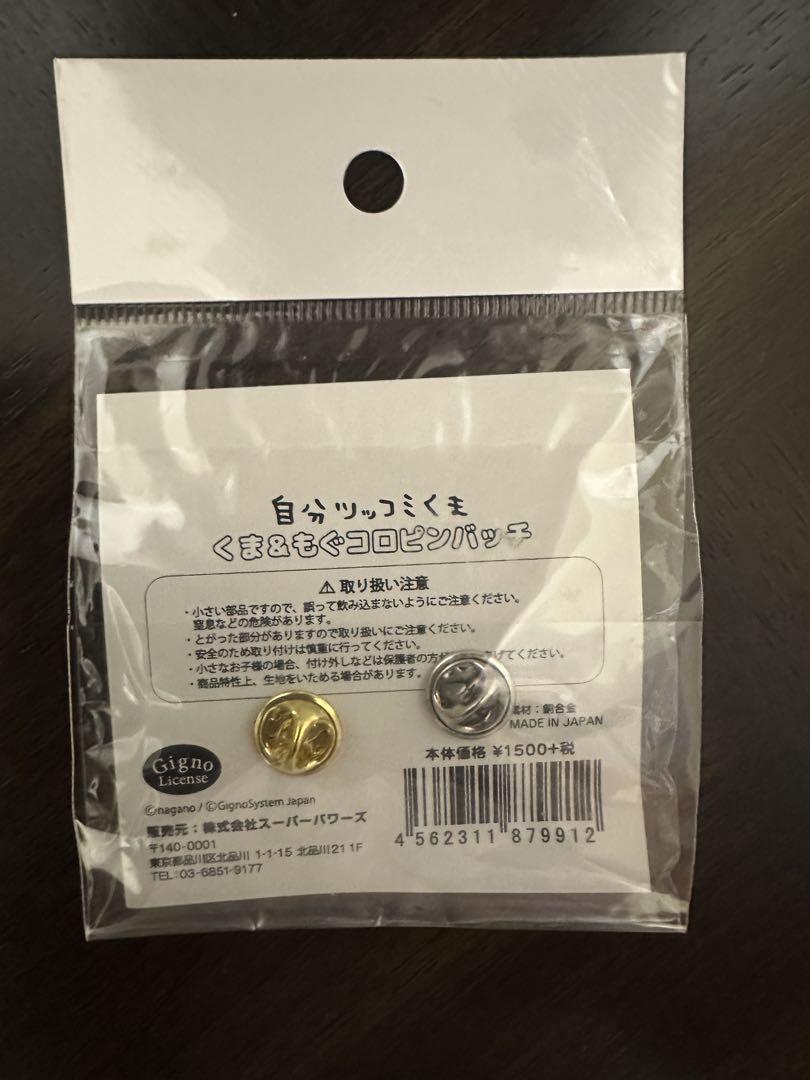 自分ツッコミくま
くま&もぐコロピンバッチ
⚠取り扱い注意
・小さい部品ですので、誤って飲み込まないようにご注意ください。
窒息などの危険があります。
・とがった部分がありますので取り扱いにご注意ください。
・安全のため取り付けは慎重に行ってください。
・小さなお子様の場合、付け外しなどは保護者の方が てください。
・商品特性上、生地をいためる場合があります。
素材：銅合金
MADE IN JAPAN
本体価格 ¥1500+税
Gigno
License
©nagano / ©GignoSystem Japan
販売元：株式会社スーパーパワーズ
〒140-0001
東京都品川区北品川 1-1-15 北品川211F
TEL：03-6851-9177
4 562311 879912